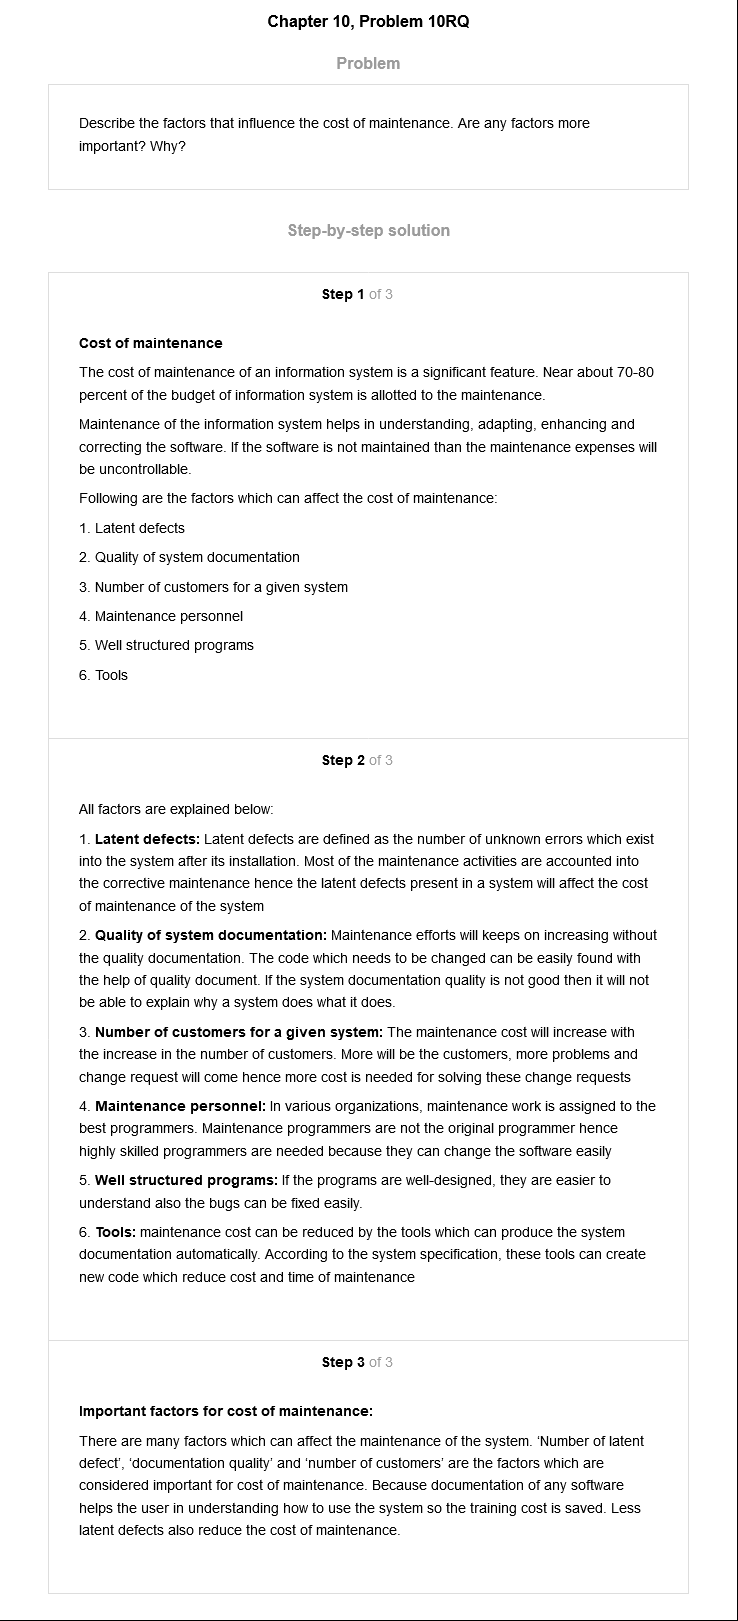 Chapter 10, Problem 10RQ
Problem
Describe the factors that influence the cost of maintenance. Are any factors more
important? Why?
Step-by-step solution
Step 1 of 3
Cost of maintenance
The cost of maintenance of an information system is a significant feature. Near about 70-80
percent of the budget of information system is allotted to the maintenance.
Maintenance of the information system helps in understanding, adapting, enhancing and
correcting the software. If the software is not maintained than the maintenance expenses will
be uncontrollable.
Following are the factors which can affect the cost of maintenance:
1. Latent defects
2. Quality of system documentation
3. Number of customers for a given system
4. Maintenance personnel
5. Well structured programs
6. Tools
Step 2 of 3
All factors are explained below:
1. Latent defects: Latent defects are defined as the number of unknown errors which exist
into the system after its installation. Most of the maintenance activities are accounted into
the corrective maintenance hence the latent defects present in a system will affect the cost
of maintenance of the system
2. Quality of system documentation: Maintenance efforts will keeps on increasing without
the quality documentation. The code which needs to be changed can be easily found with
the help of quality document. If the system documentation quality is not good then it will not
be able to explain why a system does what it does.
3. Number of customers for a given system: The maintenance cost will increase with
the increase in the number of customers. More will be the customers, more problems and
change request will come hence more cost is needed for solving these change requests
4. Maintenance personnel: In various organizations, maintenance work is assigned to the
best programmers. Maintenance programmers are not the original programmer hence
highly skilled programmers are needed because they can change the software easily
5. Well structured programs: If the programs are well-designed, they are easier to
understand also the bugs can be fixed easily.
6. Tools: maintenance cost can be reduced by the tools which can produce the system
documentation automatically. According to the system specification, these tools can create
new code which reduce cost and time of maintenance
Step 3 of 3
Important factors for cost of maintenance:
There are many factors which can affect the maintenance of the system. ‘Number of latent
defect’, ‘documentation quality’ and ‘number of customers’ are the factors which are
considered important for cost of maintenance. Because documentation of any software
helps the user in understanding how to use the system so the training cost is saved. Less
latent defects also reduce the cost of maintenance.